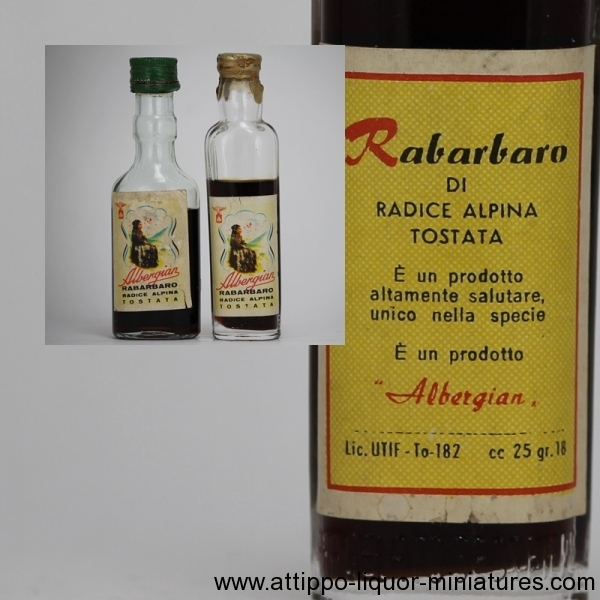 Albergian
RABARBARO
RADICE ALPINA
TOSTATA
Albergian
RABARBARO
RADICE ALPINA
TOSTATA
Rabarbaro
DI
RADICE ALPINA
TOSTATA
È un prodotto
altamente salutare,
unico nella specie
È un prodotto
"Albergian"
Lic. UTIF - To - 182 cc 25 gr. 18
www.attippo-liquor-miniatures.com